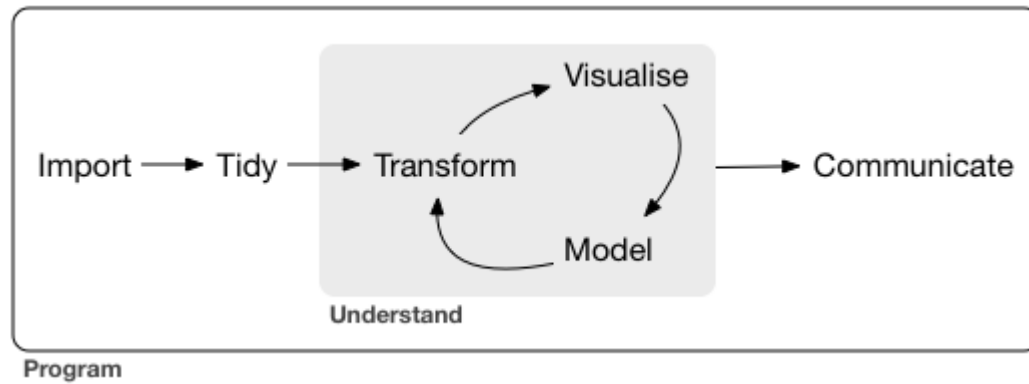 Visualise
Import Tidy Transform Communicate
Model
Understand
Program